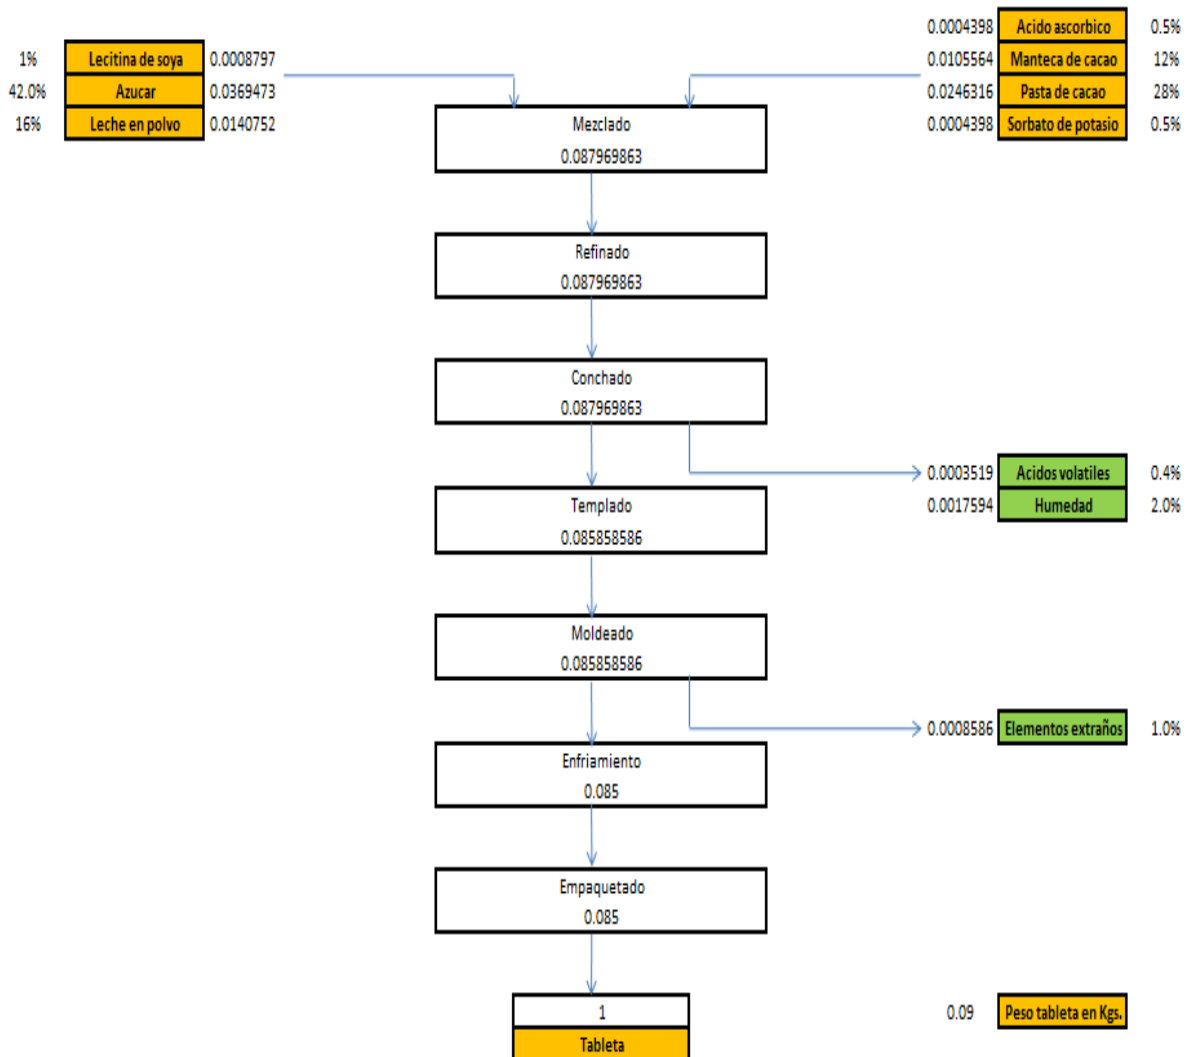 0.0004398 Acido ascorbico 0.5%
1% Lecitina de soya 0.0008797 0.0105564 Manteca de cacao 12%
42.0% Azucar 0.0369473 0.0246316 Pasta de cacao 28%
16% Leche en polvo 0.0140752 0.0004398 Sorbato de potasio 0.5%
Mezclado
0.087969863
Refinado
0.087969863
Conchado
0.087969863
0.0003519 Acidos volatiles 0.4%
0.0017594 Humedad 2.0%
Templado
0.085858586
Moldeado
0.085858586
0.0008586 Elementos extraños 1.0%
Enfriamiento
0.085
Empaquetado
0.085
1 0.09 Peso tableta en Kgs.
Tableta